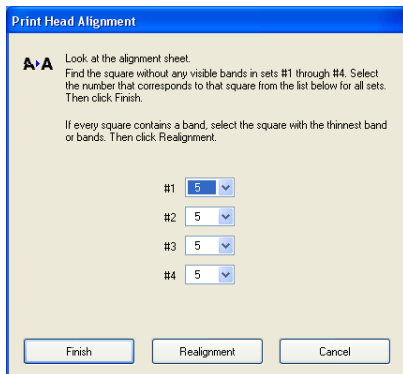 Print Head Alignment
A A Look at the alignment sheet.
Find the square without any visible bands in sets #1 through #4. Select
the number that corresponds to that square from the list below for all sets.
Then click Finish.
If every square contains a band, select the square with the thinnest band
or bands. Then click Realignment.
#1 5
#2 5
#3 5
#4 5
Finish Realignment Cancel